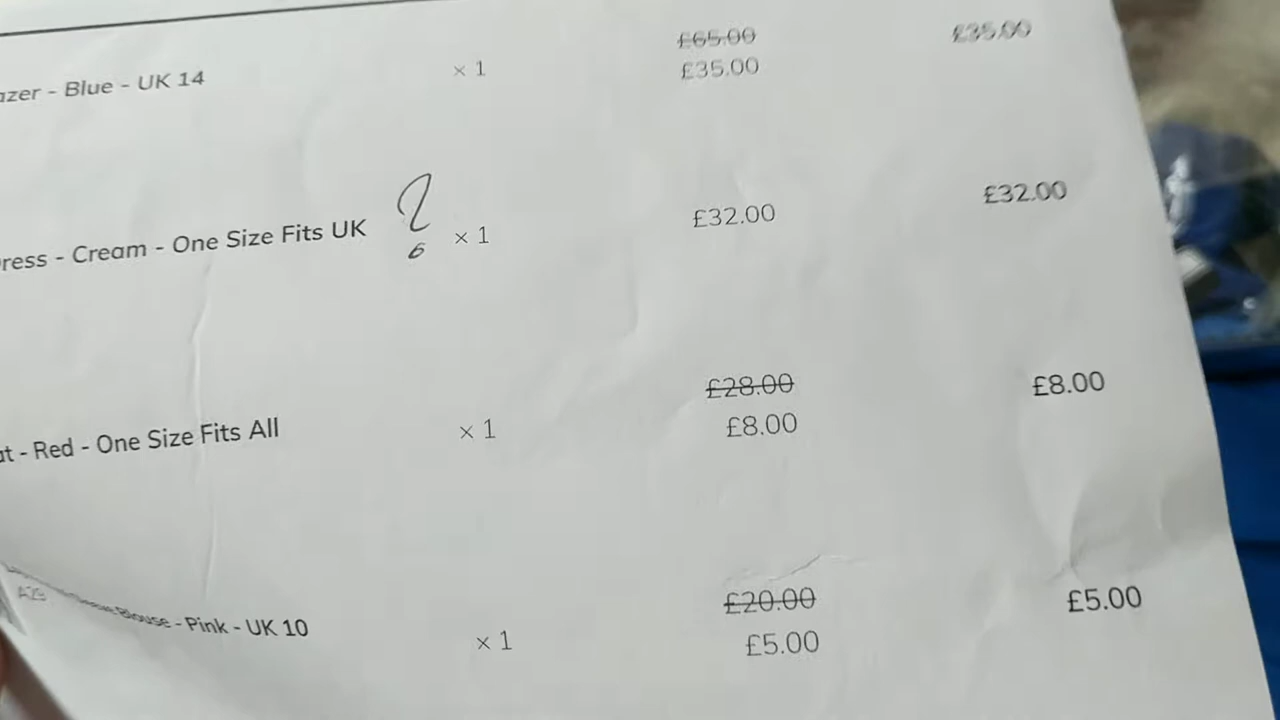 azer - Blue - UK 14 × 1 £65.00 £35.00
£35.00
ress - Cream - One Size Fits UK × 1 £32.00 £32.00
6
at - Red - One Size Fits All × 1 £28.00 £8.00
£8.00
Blouse - Pink - UK 10 × 1 £20.00 £5.00
£5.00